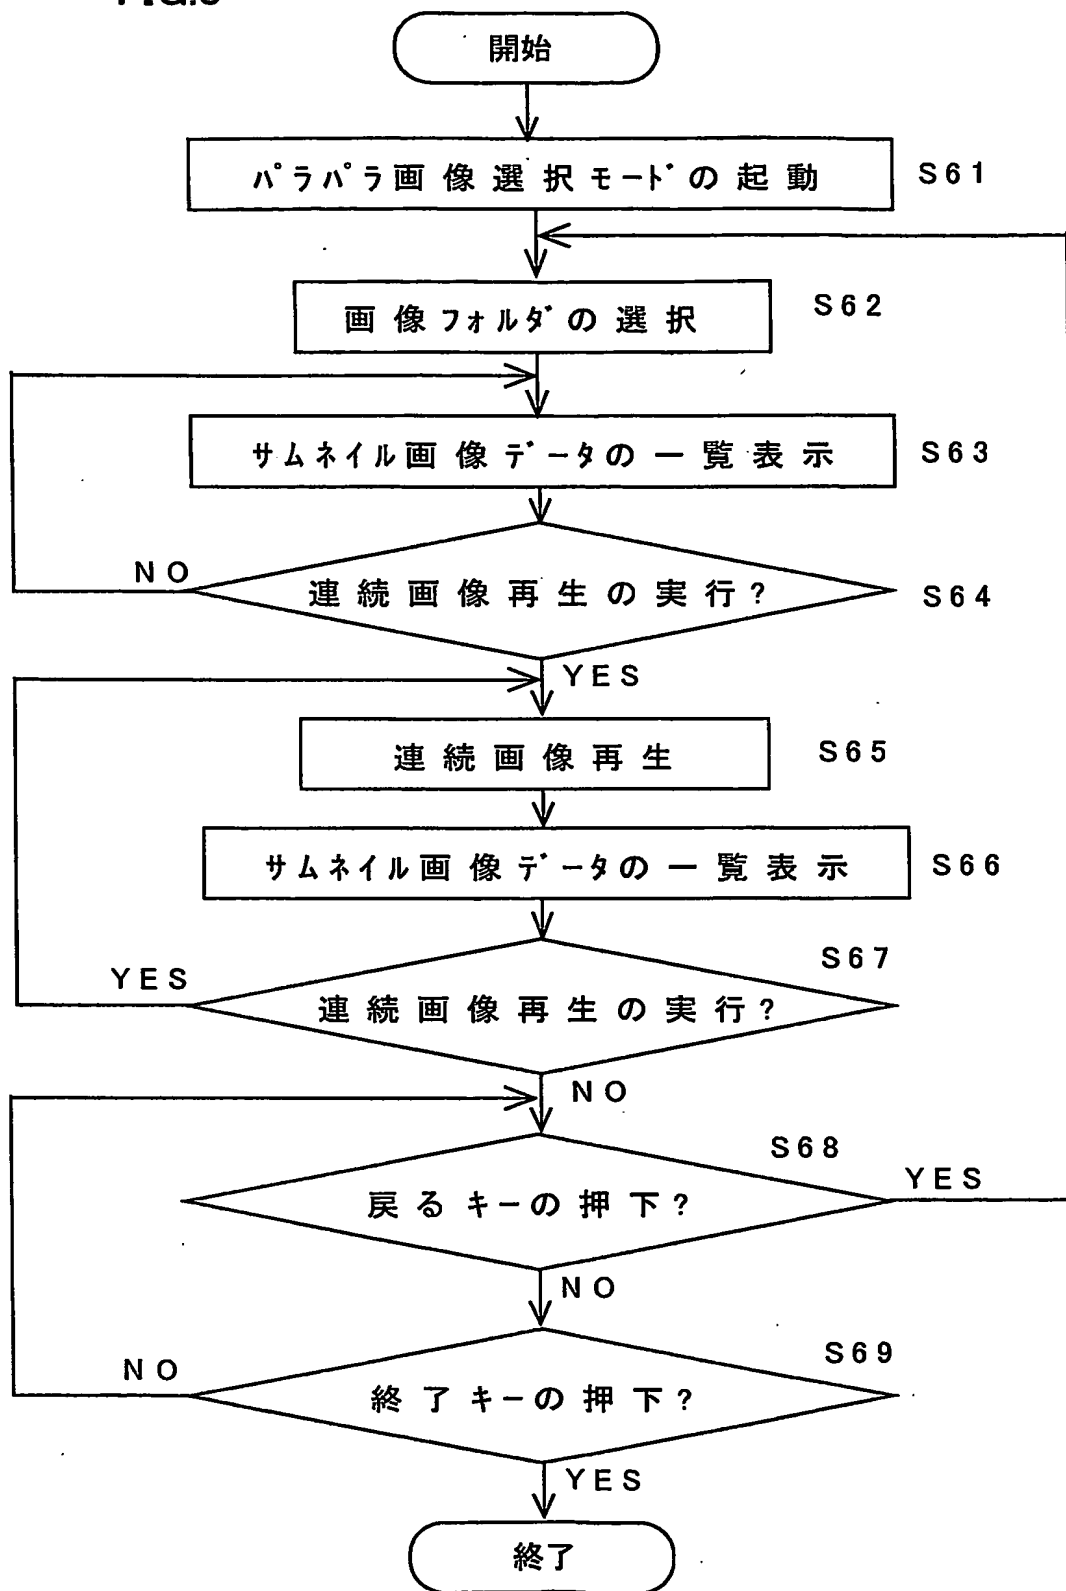 開始
パラパラ画像選択モードの起動 S61
画像フォルダの選択 S62
サムネイル画像データの一覧表示 S63
NO 連続画像再生の実行? S64
YES
連続画像再生 S65
サムネイル画像データの一覧表示 S66
S67
YES 連続画像再生の実行?
NO
S68
戻るキーの押下? YES
NO
S69
NO 終了キーの押下?
YES
終了